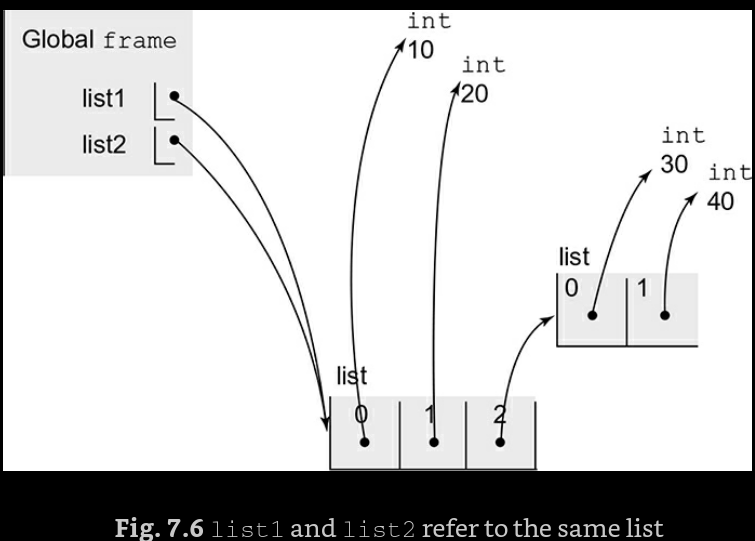 Global frame
list1
list2
int
10
int
20
int
30
int
40
list
0 1
list
0 1 2
Fig. 7.6 list1 and list2 refer to the same list